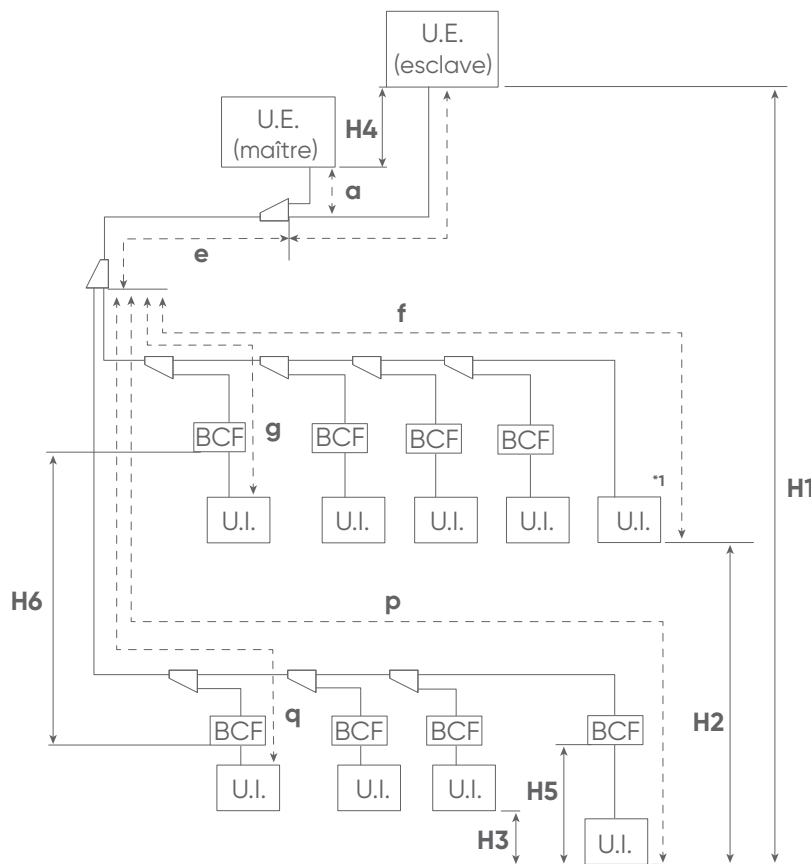 U.E.
(esclave)
U.E.
(maître)
H4
a
e
f
BCF
g
BCF
BCF
BCF
H1
*1
U.I.
U.I.
U.I.
U.I.
U.I.
H6
p
q
H2
BCF
BCF
BCF
BCF
U.I.
U.I.
U.I.
H5
H3
U.I.